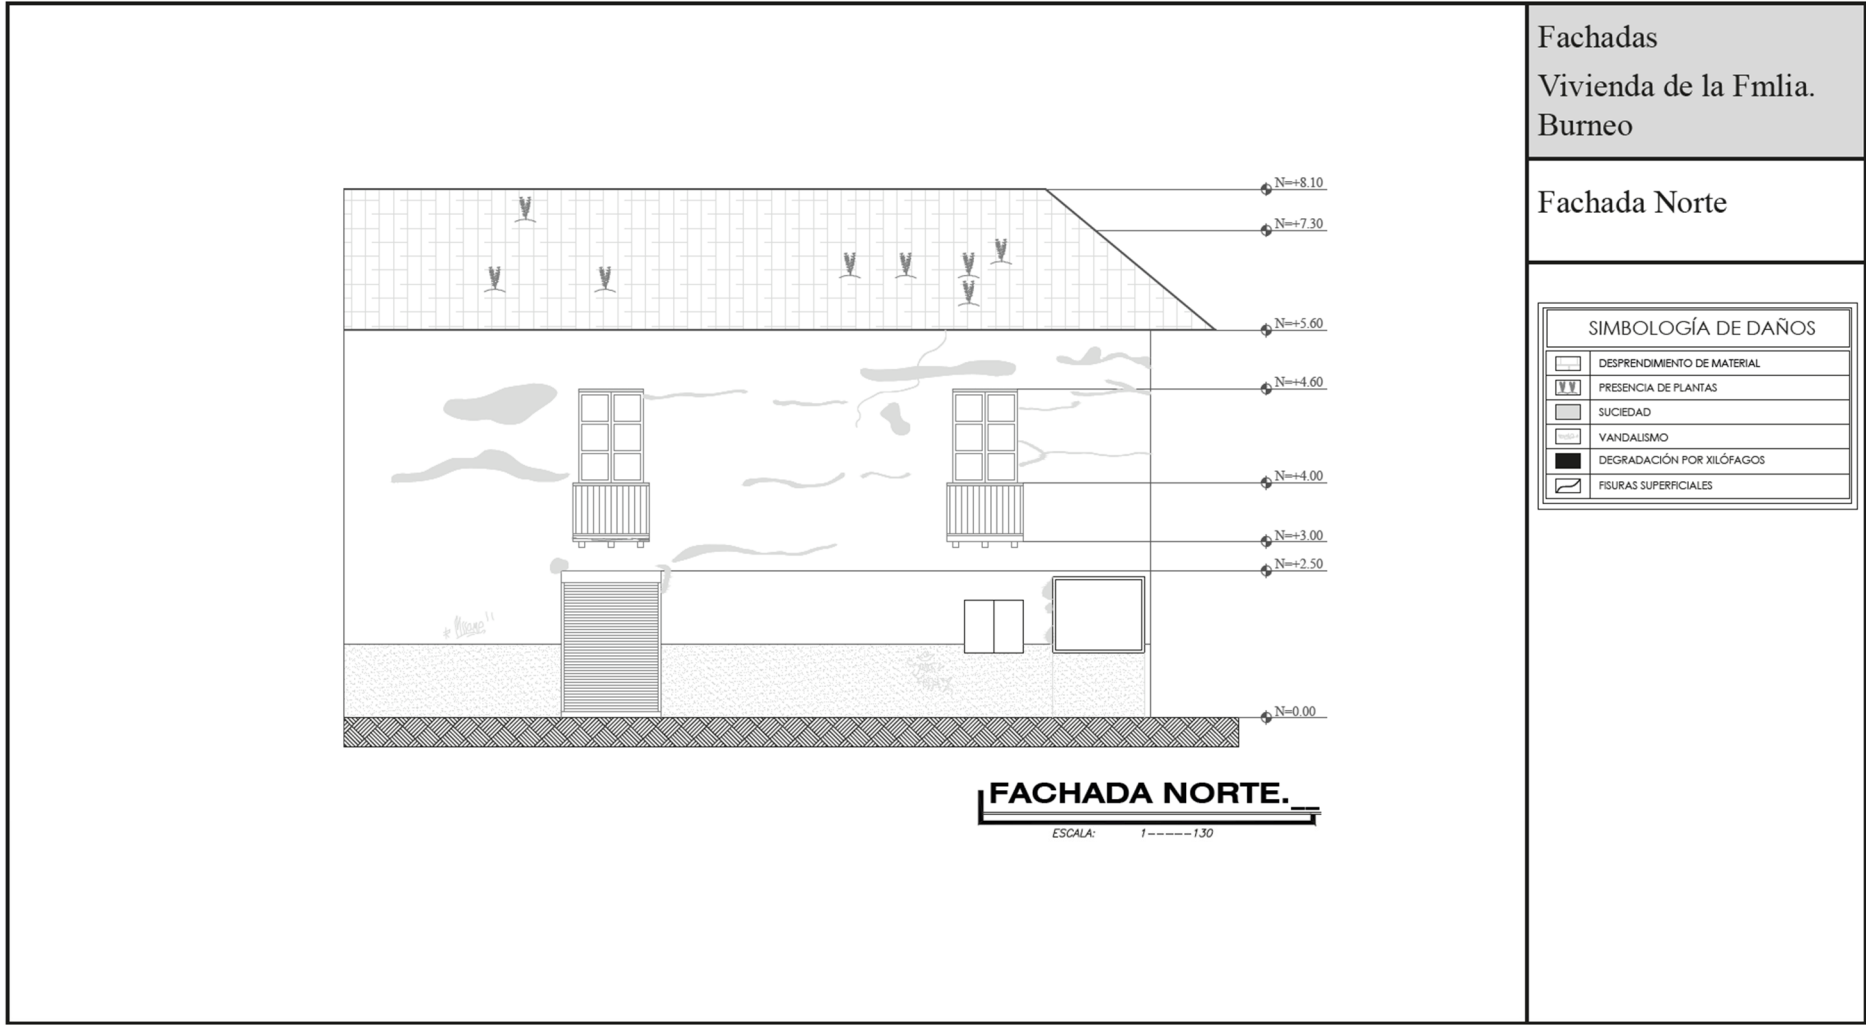 Fachadas
Vivienda de la Fmlia.
Burneo
Fachada Norte
SIMBOLOGÍA DE DAÑOS
DESPRENDIMIENTO DE MATERIAL
PRESENCIA DE PLANTAS
SUCIEDAD
VANDALISMO
DEGRADACIÓN POR XILÓFAGOS
FISURAS SUPERFICIALES
N=+8.10
N=+7.30
N=+5.60
N=+4.60
N=+4.00
N=+3.00
N=+2.50
N=0.00
FACHADA NORTE.__
ESCALA: 1-----130